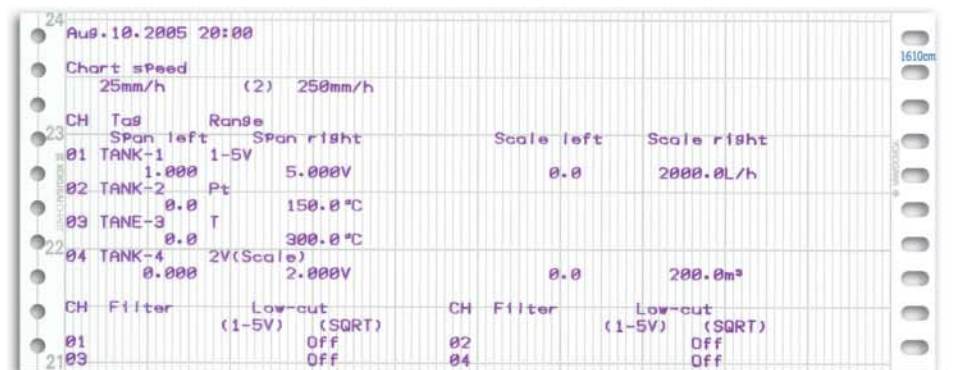 24
Aug.10.2005 20:00
1610cm
Chart speed
25mm/h (2) 250mm/h
CH Tag Range
23
Span left Span right Scale left Scale right
01 TANK-1 1-5V
1.000 5.000V 0.0 2000.0L/h
02 TANK-2 Pt
0.0 150.0°C
03 TANE-3 T
0.0 300.0°C
22
04 TANK-4 2V(Scale)
0.000 2.000V 0.0 200.0m³
CH Filter Low-cut CH Filter Low-cut
(1-5V) (SQRT) (1-5V) (SQRT)
01 Off 02 Off
21
03 Off 04 Off